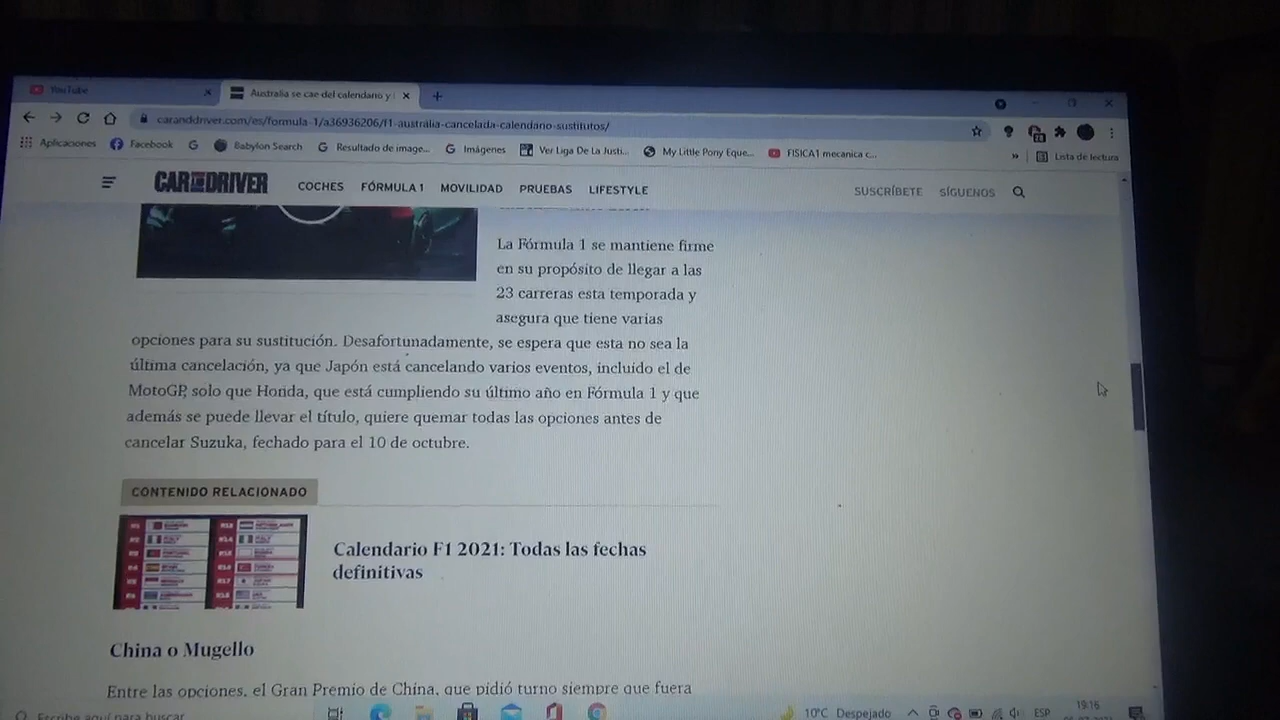 YouTube
Australia se cae del calendario y
caranddriver.com/es/formula-1/a36936206/f1-australia-cancelada-calendario-sustitutos/
Aplicaciones Facebook Babylon Search Resultado de image... Imágenes Ver Liga De La Justi... My Little Pony Eque... FISICA1 mecanica c... » Lista de lectura
CAR AND DRIVER COCHES FÓRMULA 1 MOVILIDAD PRUEBAS LIFESTYLE SUSCRÍBETE SÍGUENOS
La Fórmula 1 se mantiene firme
en su propósito de llegar a las
23 carreras esta temporada y
asegura que tiene varias
opciones para su sustitución. Desafortunadamente, se espera que esta no sea la
última cancelación, ya que Japón está cancelando varios eventos, incluido el de
MotoGP, solo que Honda, que está cumpliendo su último año en Fórmula 1 y que
además se puede llevar el título, quiere quemar todas las opciones antes de
cancelar Suzuka, fechado para el 10 de octubre.
CONTENIDO RELACIONADO
Calendario F1 2021: Todas las fechas
definitivas
China o Mugello
Entre las opciones, el Gran Premio de China, que pidió turno siempre que fuera
Escribe aquí para buscar
10°C Despejado ESP 19:16